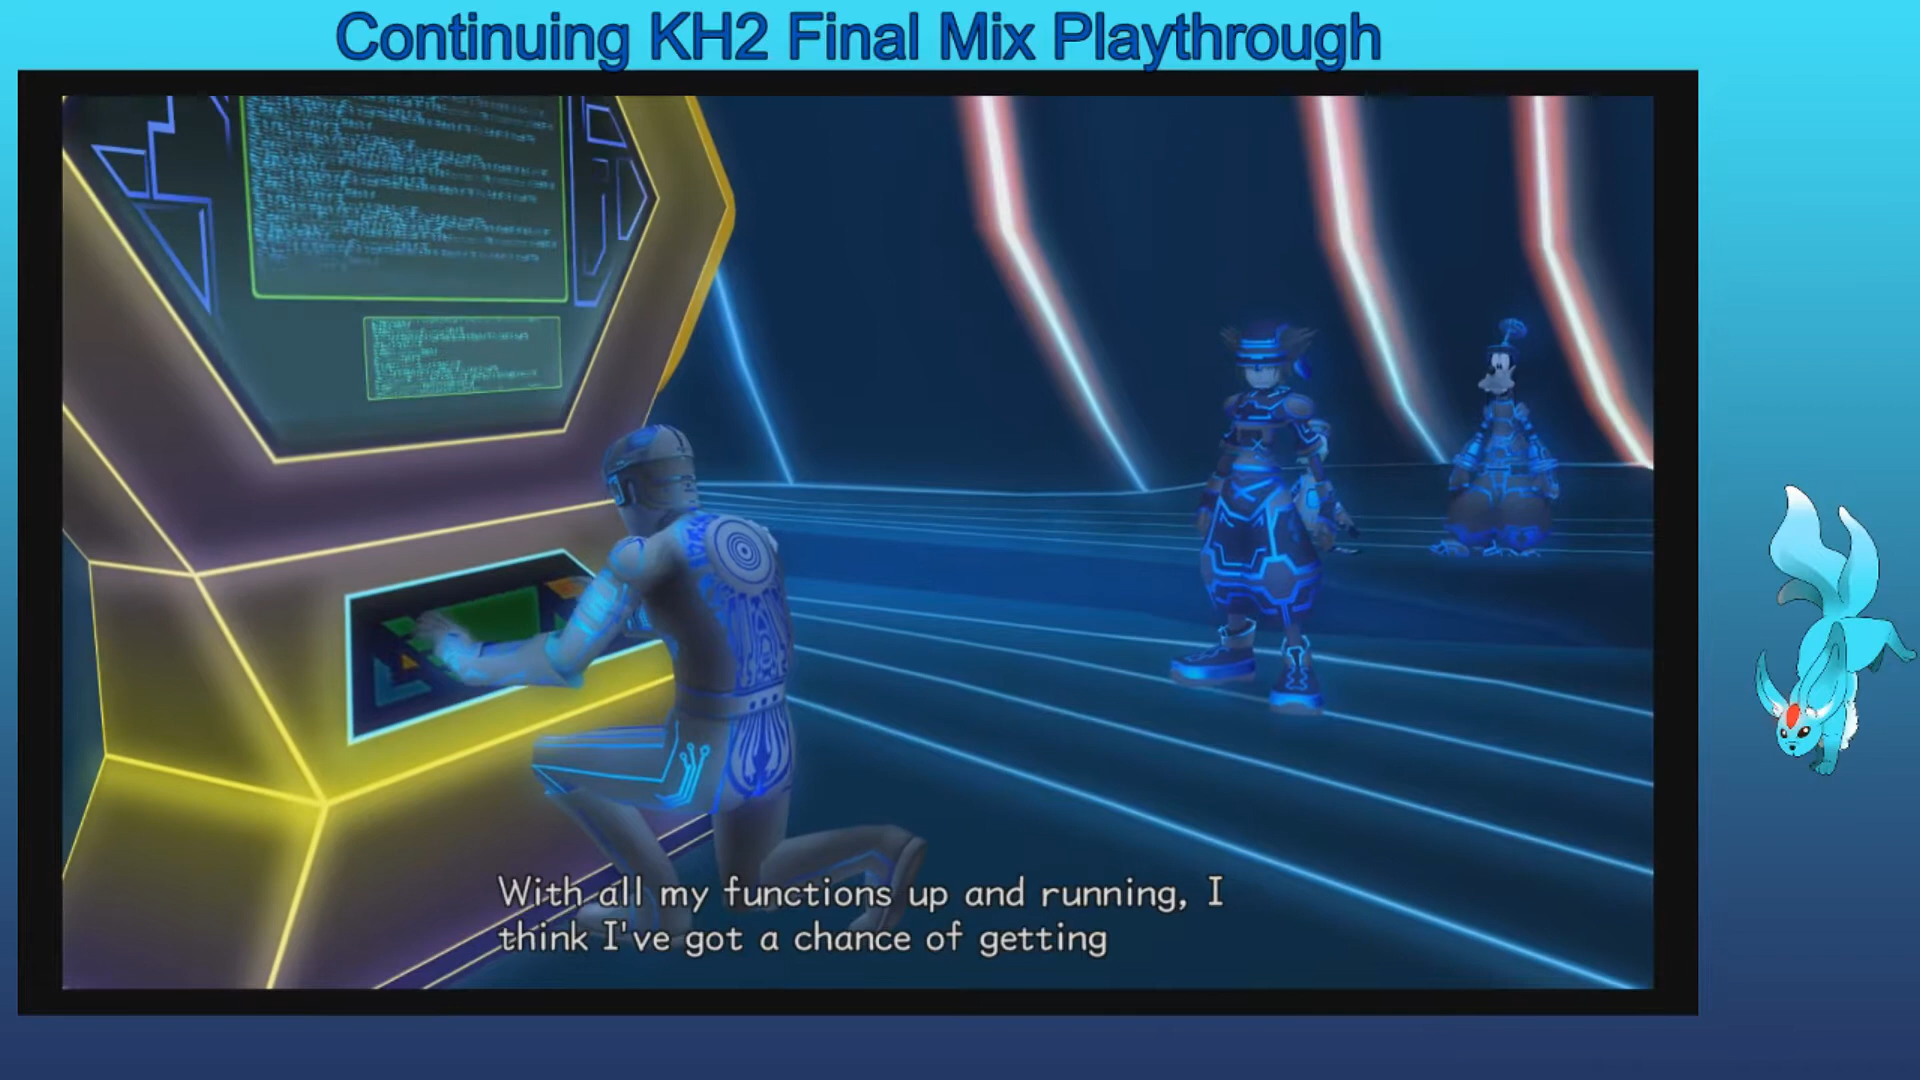 Continuing KH2 Final Mix Playthrough
With all my functions up and running, I
think I've got a chance of getting